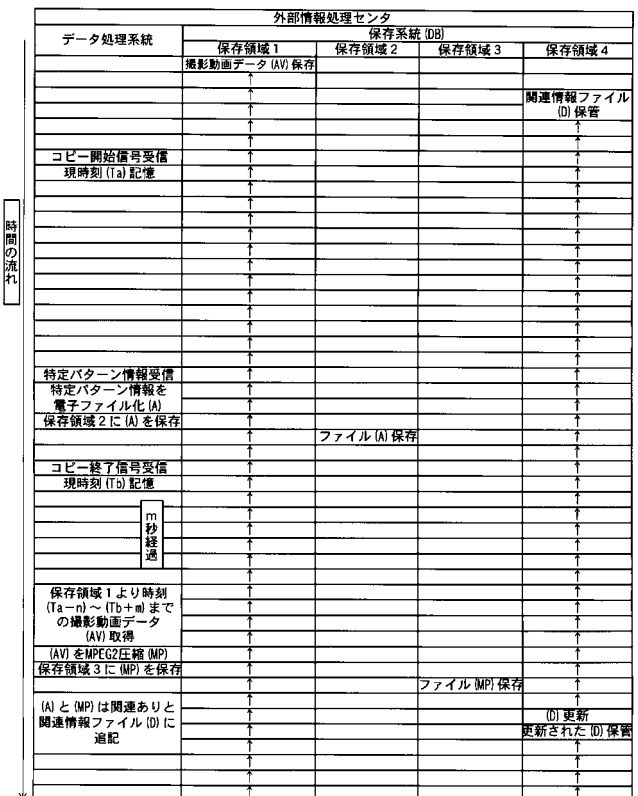 外部情報処理センタ
データ処理系統
保存系統(DB)
保存領域1
保存領域2
保存領域3
保存領域4
撮影動画データ(AV)保存
↑
関連情報ファイル
(D)保管
コピー開始信号受信
現時刻(Ta)記憶
時間の流れ
特定パターン情報受信
特定パターン情報を
電子ファイル化(A)
保存領域2に(A)を保存
ファイル(A)保存
コピー終了信号受信
現時刻(Tb)記憶
m秒経過
保存領域1より時刻
(Ta-n)~(Tb+m)まで
の撮影動画データ
(AV)取得
(AV)をMPEG2圧縮(MP)
保存領域3に(MP)を保存
ファイル(MP)保存
(A)と(MP)は関連ありと
関連情報ファイル(D)に
追記
(D)更新
更新された(D)保管